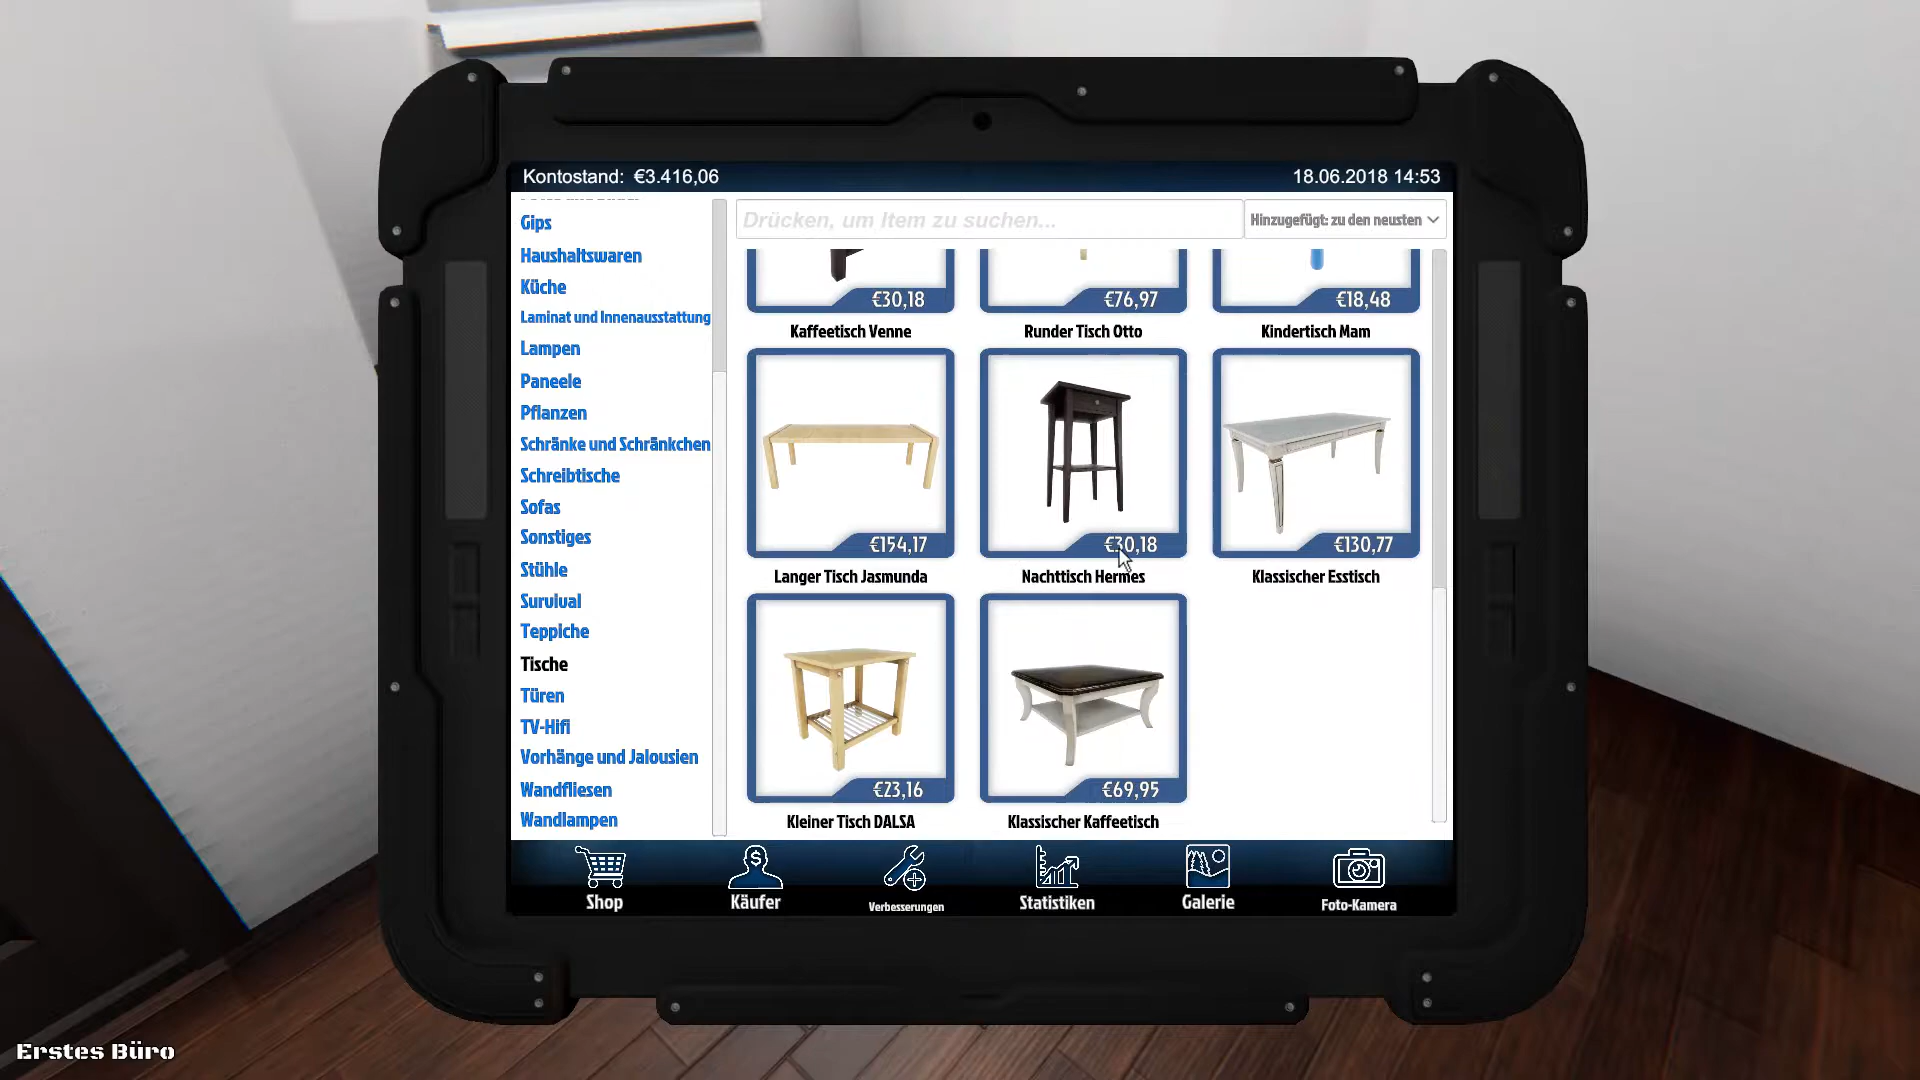 Kontostand: €3.416,06
18.06.2018 14:53
Drücken, um Item zu suchen...
Hinzugefügt: zu den neusten
Gips
Haushaltswaren
Küche
Laminat und Innenausstattung
Lampen
Paneele
Pflanzen
Schränke und Schränkchen
Schreibtische
Sofas
Sonstiges
Stühle
Survival
Teppiche
Tische
Türen
TV-Hifi
Vorhänge und Jalousien
Wandfliesen
Wandlampen
€30,18
€76,97
€18,48
Kaffeetisch Venne
Runder Tisch Otto
Kindertisch Mam
€154,17
€30,18
€130,77
Langer Tisch Jasmunda
Nachttisch Hermes
Klassischer Esstisch
€23,16
€69,95
Kleiner Tisch DALSA
Klassischer Kaffeetisch
Shop
Käufer
Verbesserungen
Statistiken
Galerie
Foto-Kamera
Erstes Büro